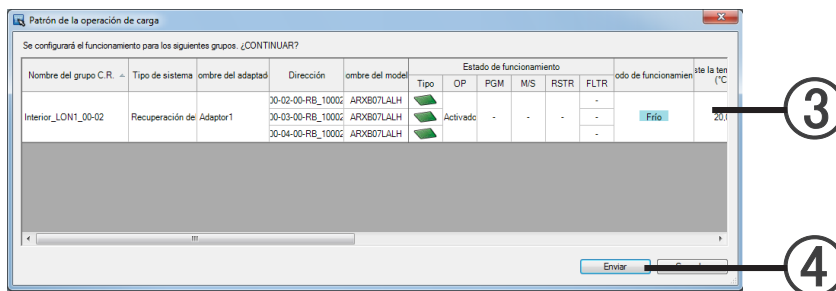 Patrón de la operación de carga
Se configurará el funcionamiento para los siguientes grupos. ¿CONTINUAR?
Nombre del grupo C.R. Tipo de sistema ombre del adaptad Dirección ombre del model Estado de funcionamiento odo de funcionamien ste la ten
(°C
Tipo OP PGM M/S RSTR FLTR
00-02-00-RB_10002 ARXB07LALH -
Interior_LON1_00-02 Recuperación de Adaptor1 00-03-00-RB_10002 ARXB07LALH Activado - - - - Frío 20,0
00-04-00-RB_10002 ARXB07LALH -
3
Enviar
4